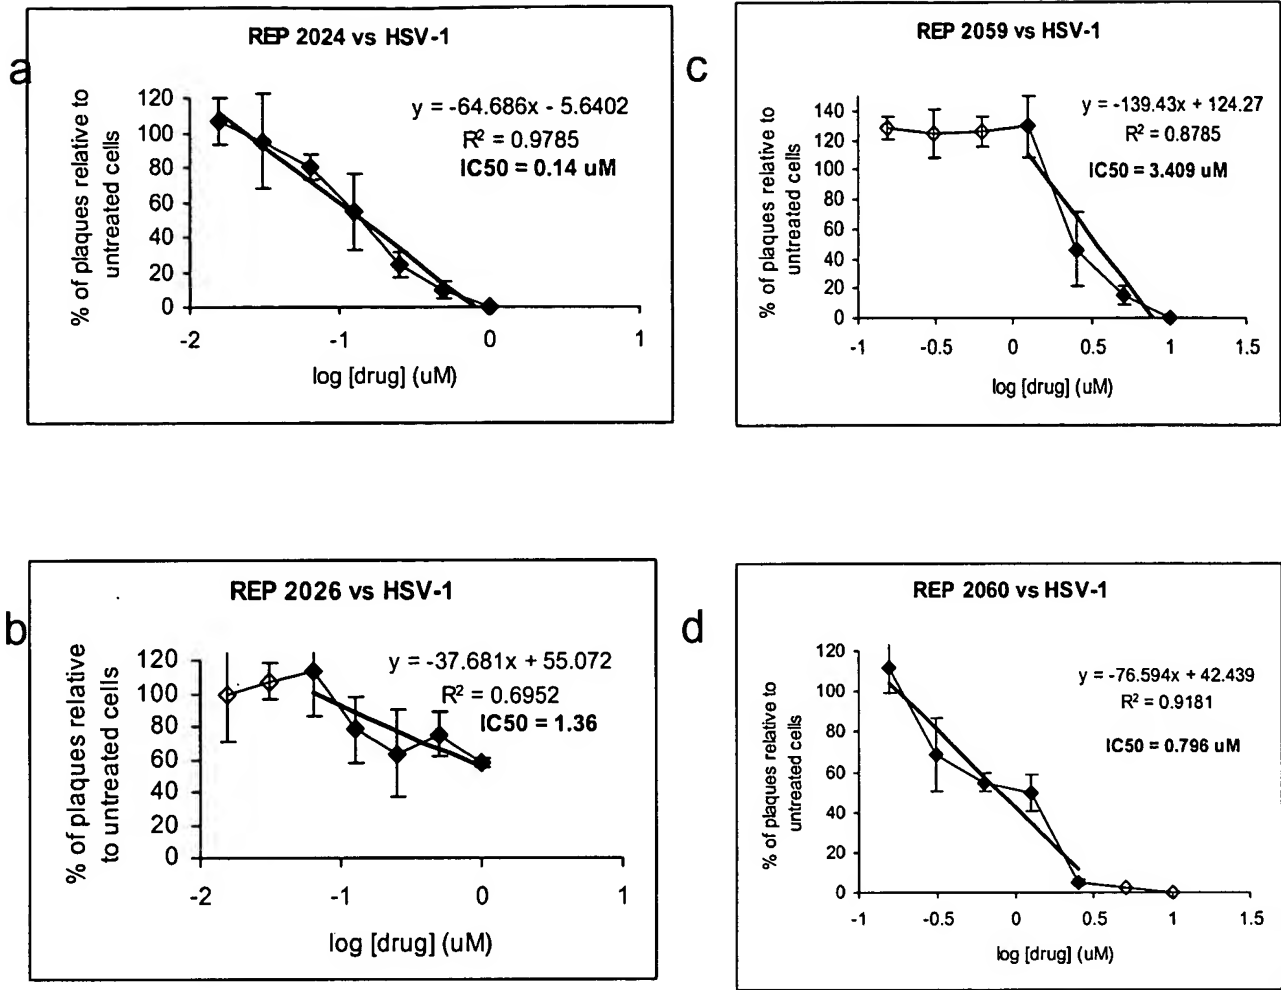 a
REP 2024 vs HSV-1
% of plaques relative to
untreated cells
120
100
80
60
40
20
0
y = -64.686x - 5.6402
R² = 0.9785
IC50 = 0.14 uM
-2
-1
0
1
log [drug] (uM)
c
REP 2059 vs HSV-1
% of plaques relative to
untreated cells
140
120
100
80
60
40
20
0
y = -139.43x + 124.27
R² = 0.8785
IC50 = 3.409 uM
-1
-0.5
0
0.5
1
1.5
log [drug] (uM)
b
REP 2026 vs HSV-1
% of plaques relative
to untreated cells
120
100
80
60
40
20
0
y = -37.681x + 55.072
R² = 0.6952
IC50 = 1.36
-2
-1
0
1
log [drug] (uM)
d
REP 2060 vs HSV-1
% of plaques relative to
untreated cells
120
100
80
60
40
20
0
y = -76.594x + 42.439
R² = 0.9181
IC50 = 0.796 uM
-1
-0.5
0
0.5
1
1.5
log [drug] (uM)